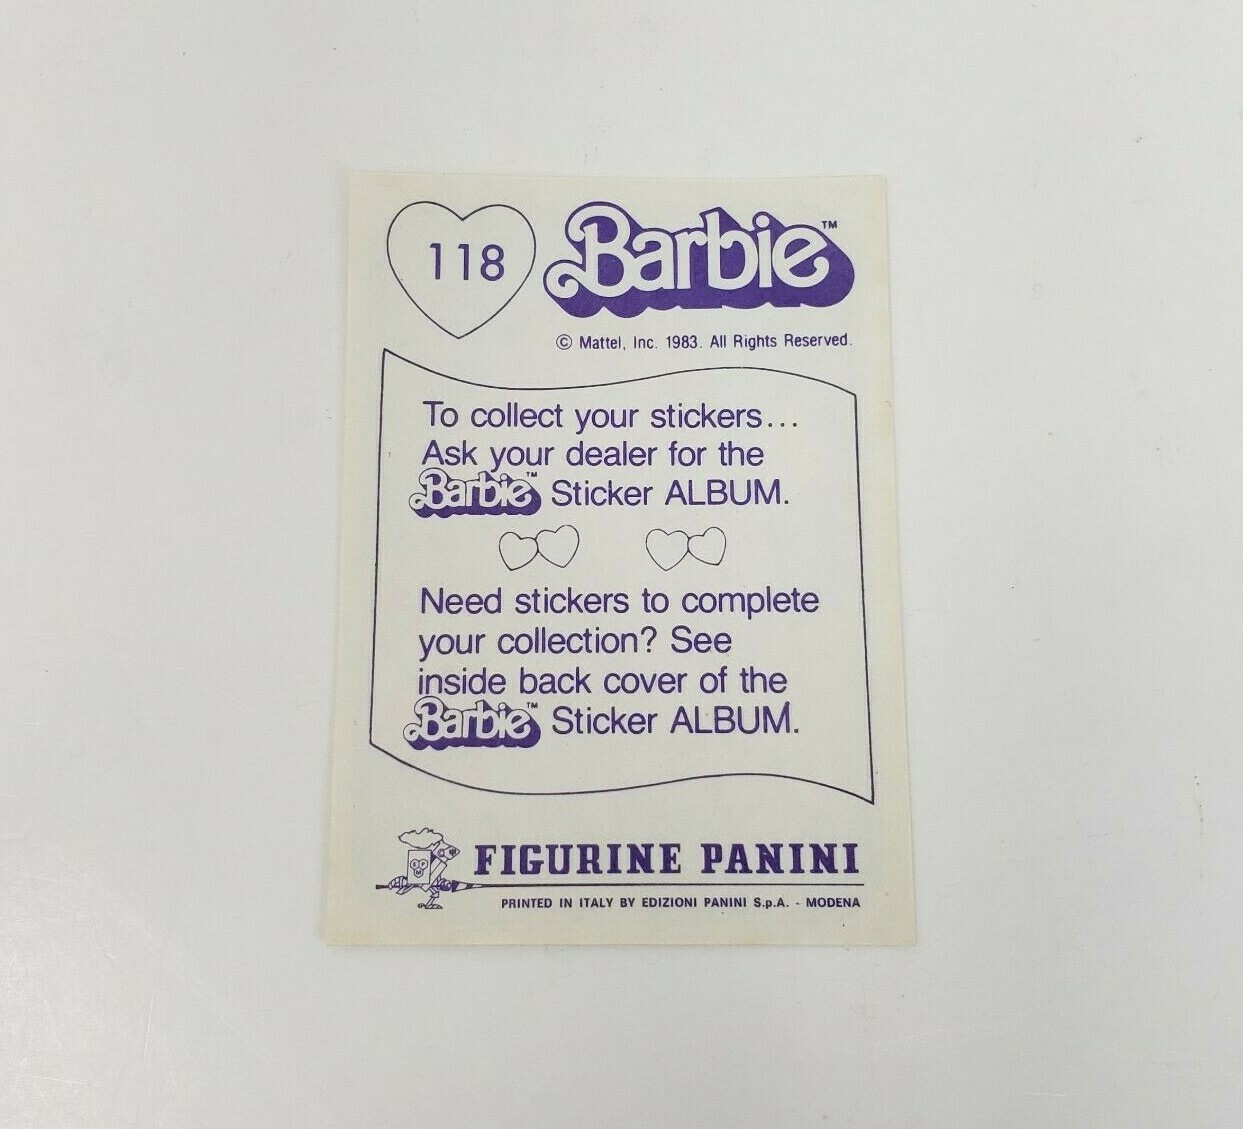 118
Barbie™
© Mattel, Inc. 1983. All Rights Reserved.
To collect your stickers...
Ask your dealer for the
Barbie™ Sticker ALBUM.
Need stickers to complete
your collection? See
inside back cover of the
Barbie™ Sticker ALBUM.
FIGURINE PANINI
PRINTED IN ITALY BY EDIZIONI PANINI S.p.A. - MODENA